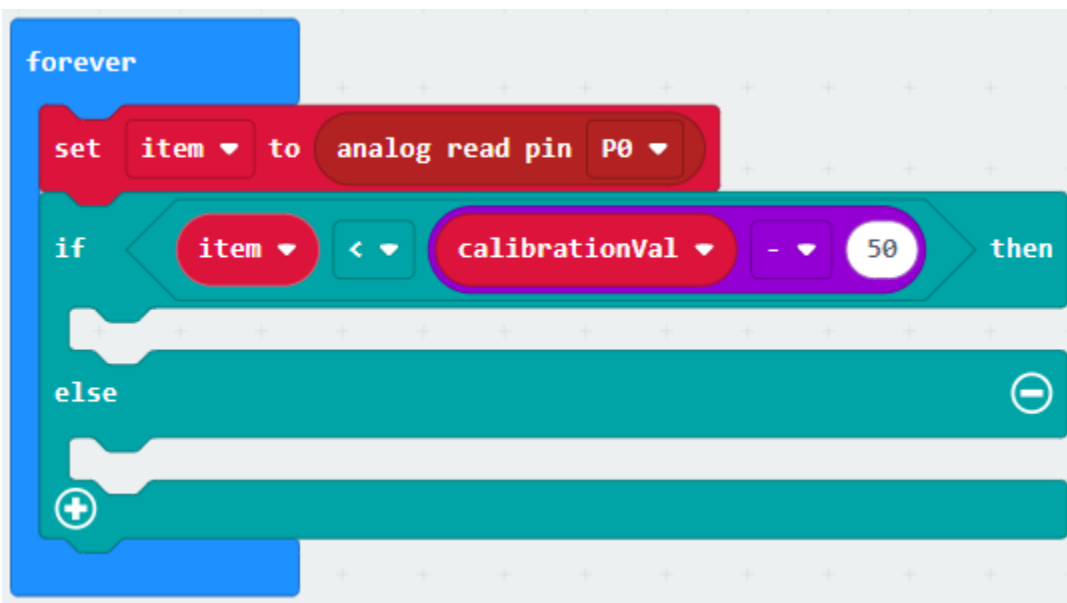 forever
set item to analog read pin P0
if item < calibrationVal - 50 then
else